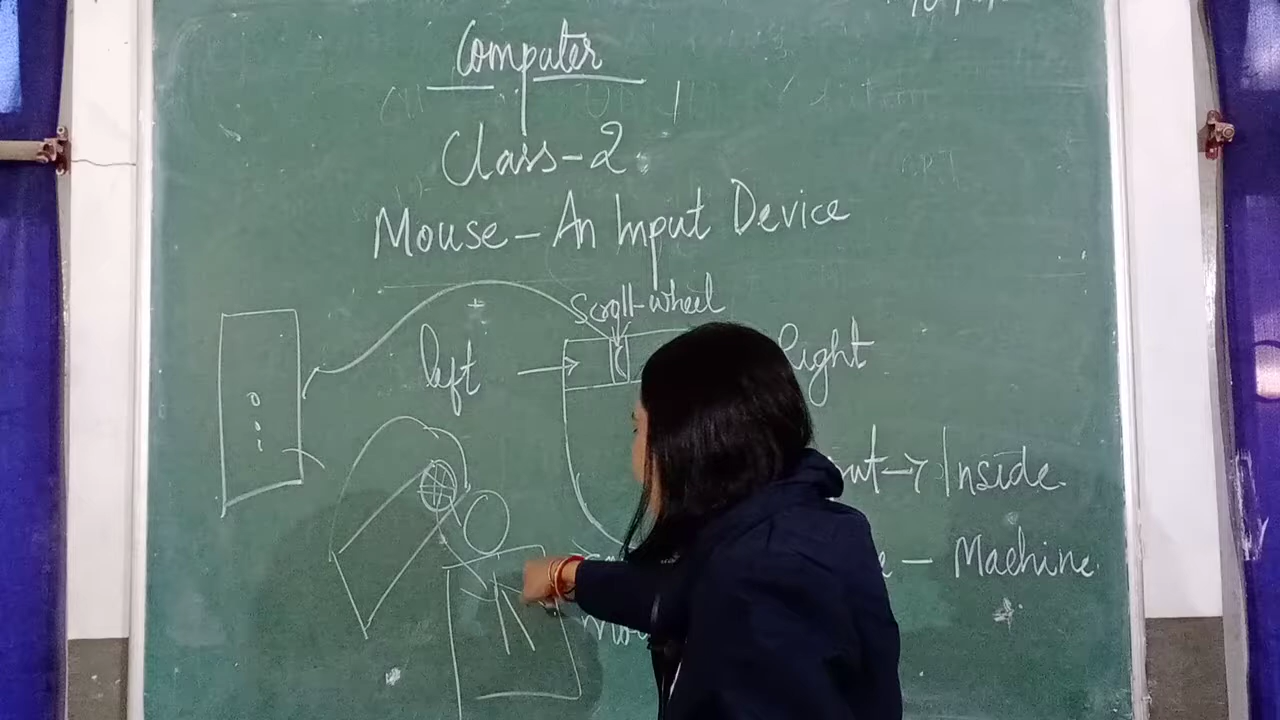 Computer
Class-2
Mouse - An Input Device
Scroll-wheel
left
Right
→ Inside
- Machine